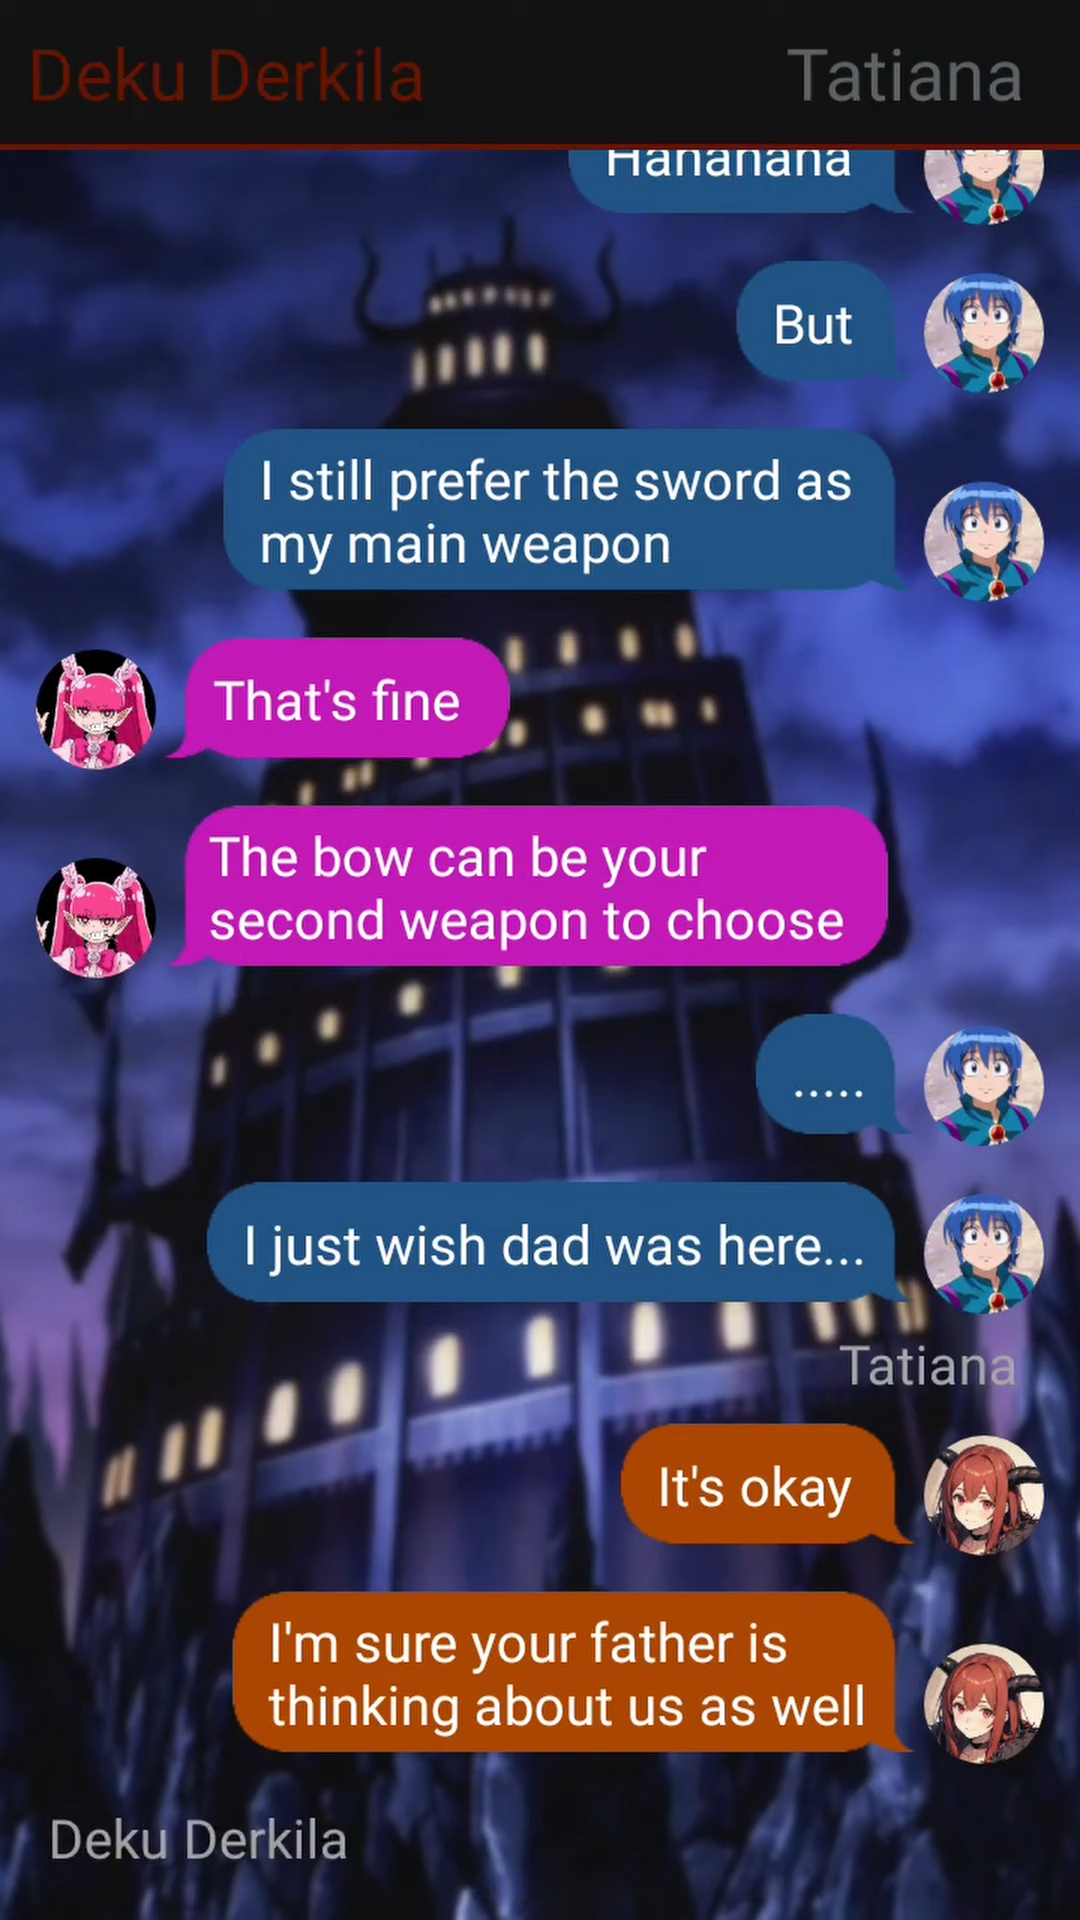 Deku Derkila
Tatiana
Hahahaha
But
I still prefer the sword as
my main weapon
That's fine
The bow can be your
second weapon to choose
.....
I just wish dad was here...
Tatiana
It's okay
I'm sure your father is
thinking about us as well
Deku Derkila